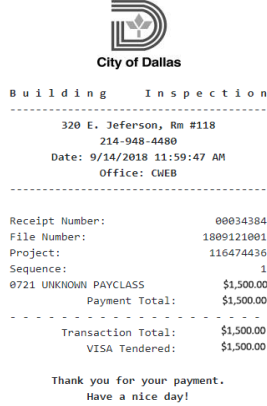 City of Dallas
Building Inspection
320 E. Jeferson, Rm #118
214-948-4480
Date: 9/14/2018 11:59:47 AM
Office: CWEB
Receipt Number: 00034384
File Number: 1809121001
Project: 116474436
Sequence: 1
0721 UNKNOWN PAYCLASS $1,500.00
Payment Total: $1,500.00
Transaction Total: $1,500.00
VISA Tendered: $1,500.00
Thank you for your payment.
Have a nice day!